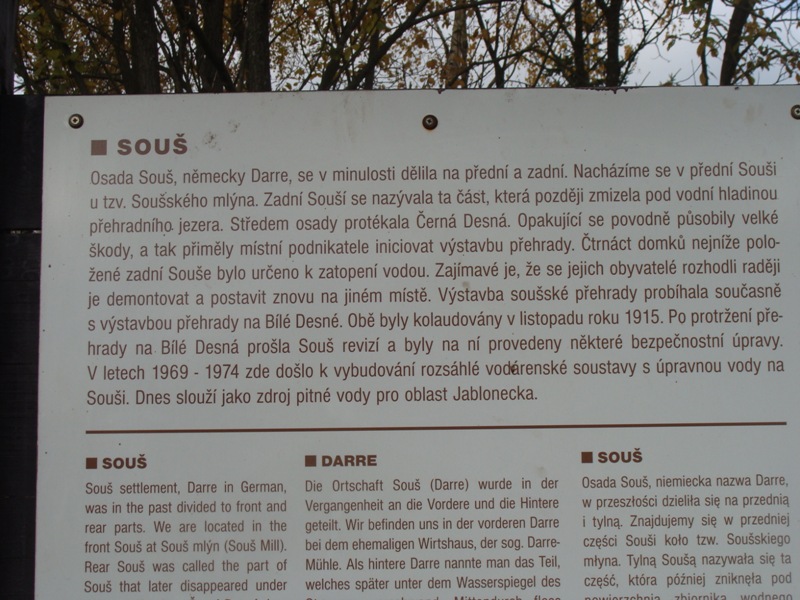 SOUŠ
Osada Souš, německy Darre, se v minulosti dělila na přední a zadní. Nacházíme se v přední Souši
u tzv. Soušského mlýna. Zadní Souší se nazývala ta část, která později zmizela pod vodní hladinou
přehradního jezera. Středem osady protékala Černá Desná. Opakující se povodně působily velké
škody, a tak přiměly místní podnikatele iniciovat výstavbu přehrady. Čtrnáct domků nejníže polo-
žené zadní Souše bylo určeno k zatopení vodou. Zajímavé je, že se jejich obyvatelé rozhodli raději
je demontovat a postavit znovu na jiném místě. Výstavba soušské přehrady probíhala současně
s výstavbou přehrady na Bílé Desné. Obě byly kolaudovány v listopadu roku 1915. Po protržení pře-
hrady na Bílé Desná prošla Souš revizí a byly na ní provedeny některé bezpečnostní úpravy.
V letech 1969 - 1974 zde došlo k vybudování rozsáhlé vodárenské soustavy s úpravnou vody na
Souši. Dnes slouží jako zdroj pitné vody pro oblast Jablonecka.
SOUŠ
Souš settlement, Darre in German,
was in the past divided to front and
rear parts. We are located in the
front Souš at Souš mlýn (Souš Mill).
Rear Souš was called the part of
Souš that later disappeared under
DARRE
Die Ortschaft Souš (Darre) wurde in der
Vergangenheit an die Vordere und die Hintere
geteilt. Wir befinden uns in der vorderen Darre
bei dem ehemaligen Wirtshaus, der sog. Darre-
Mühle. Als hintere Darre nannte man das Teil,
welches später unter dem Wasserspiegel des
SOUŠ
Osada Souš, niemiecka nazwa Darre,
w przeszłości dzieliła się na przednią
i tylną. Znajdujemy się w przedniej
części Souši koło tzw. Soušskiego
młyna. Tylną Soušą nazywała się ta
część, która później zniknęła pod
powierzchnią zbiornika wodnego